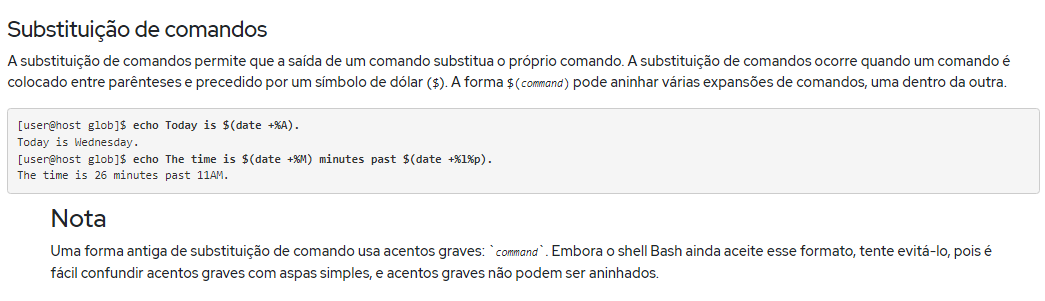 Substituição de comandos
A substituição de comandos permite que a saída de um comando substitua o próprio comando. A substituição de comandos ocorre quando um comando é
colocado entre parênteses e precedido por um símbolo de dólar ($). A forma $(command) pode aninhar várias expansões de comandos, uma dentro da outra.
[user@host glob]$ echo Today is $(date +%A).
Today is Wednesday.
[user@host glob]$ echo The time is $(date +%M) minutes past $(date +%l%p).
The time is 26 minutes past 11AM.
Nota
Uma forma antiga de substituição de comando usa acentos graves: `command`. Embora o shell Bash ainda aceite esse formato, tente evitá-lo, pois é
fácil confundir acentos graves com aspas simples, e acentos graves não podem ser aninhados.